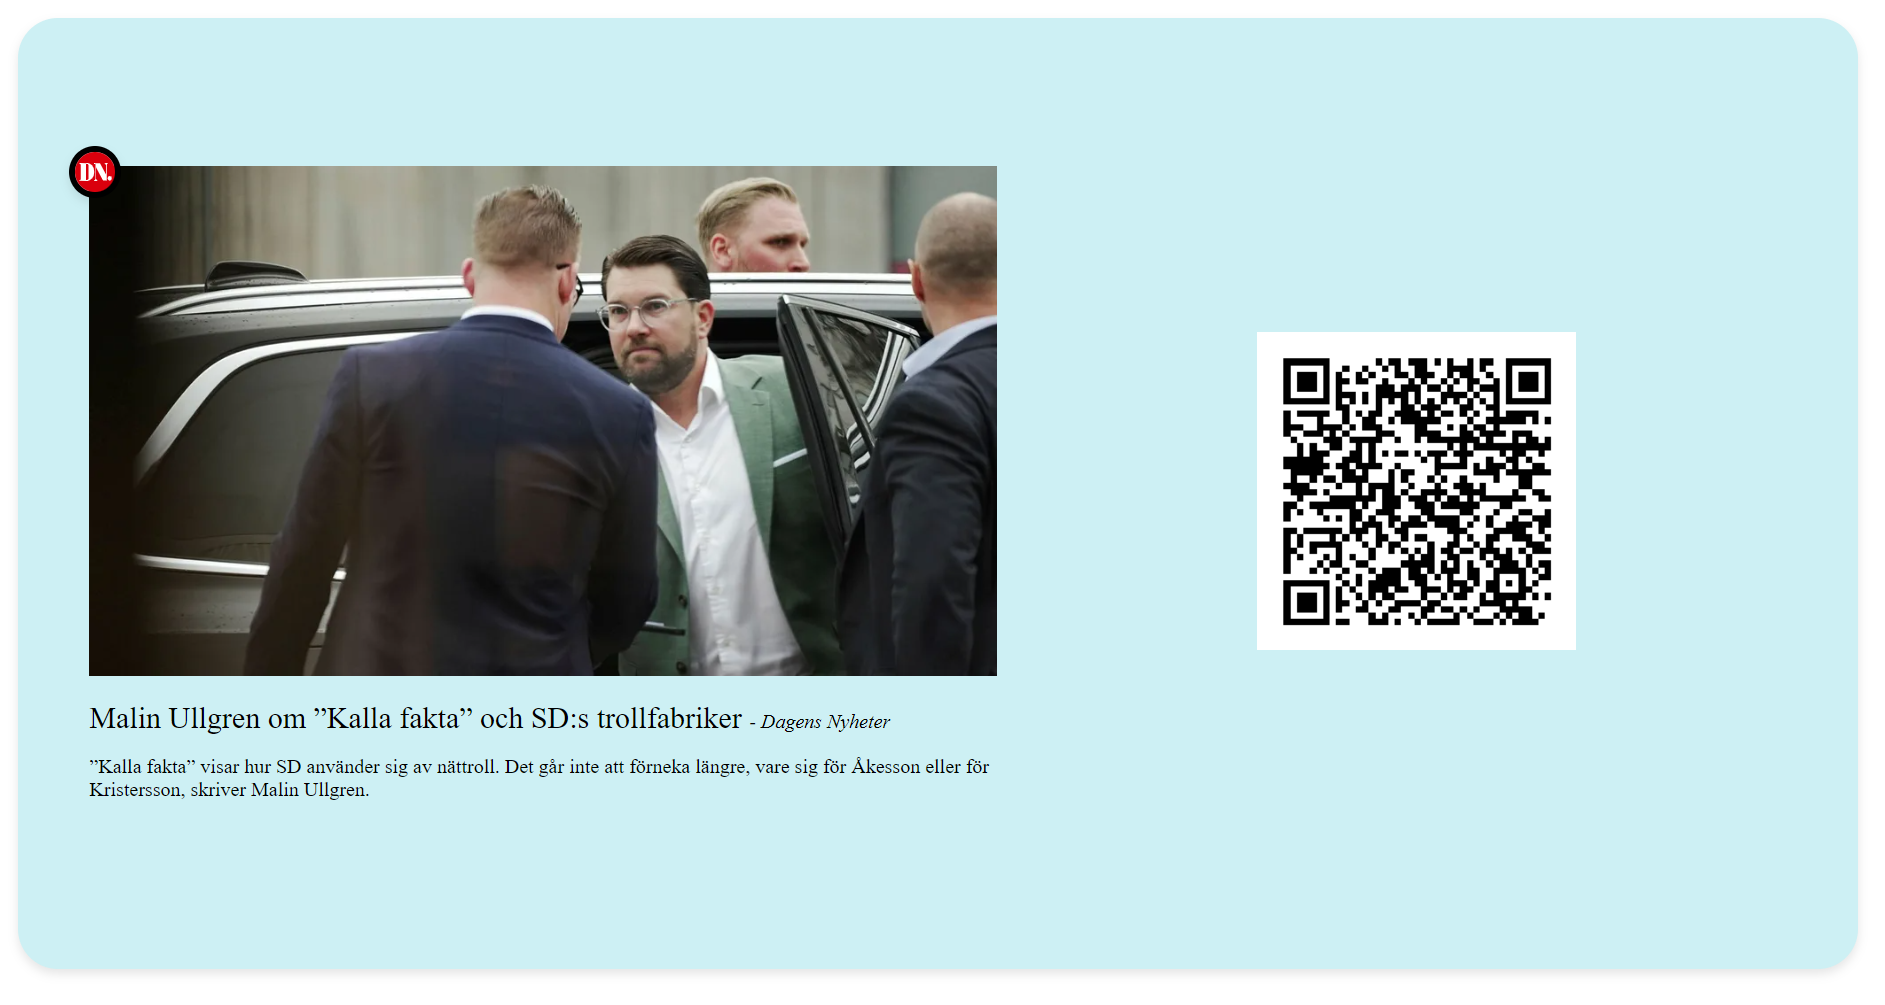 DN.
Malin Ullgren om ”Kalla fakta” och SD:s trollfabriker - Dagens Nyheter
”Kalla fakta” visar hur SD använder sig av nättroll. Det går inte att förneka längre, vare sig för Åkesson eller för
Kristersson, skriver Malin Ullgren.